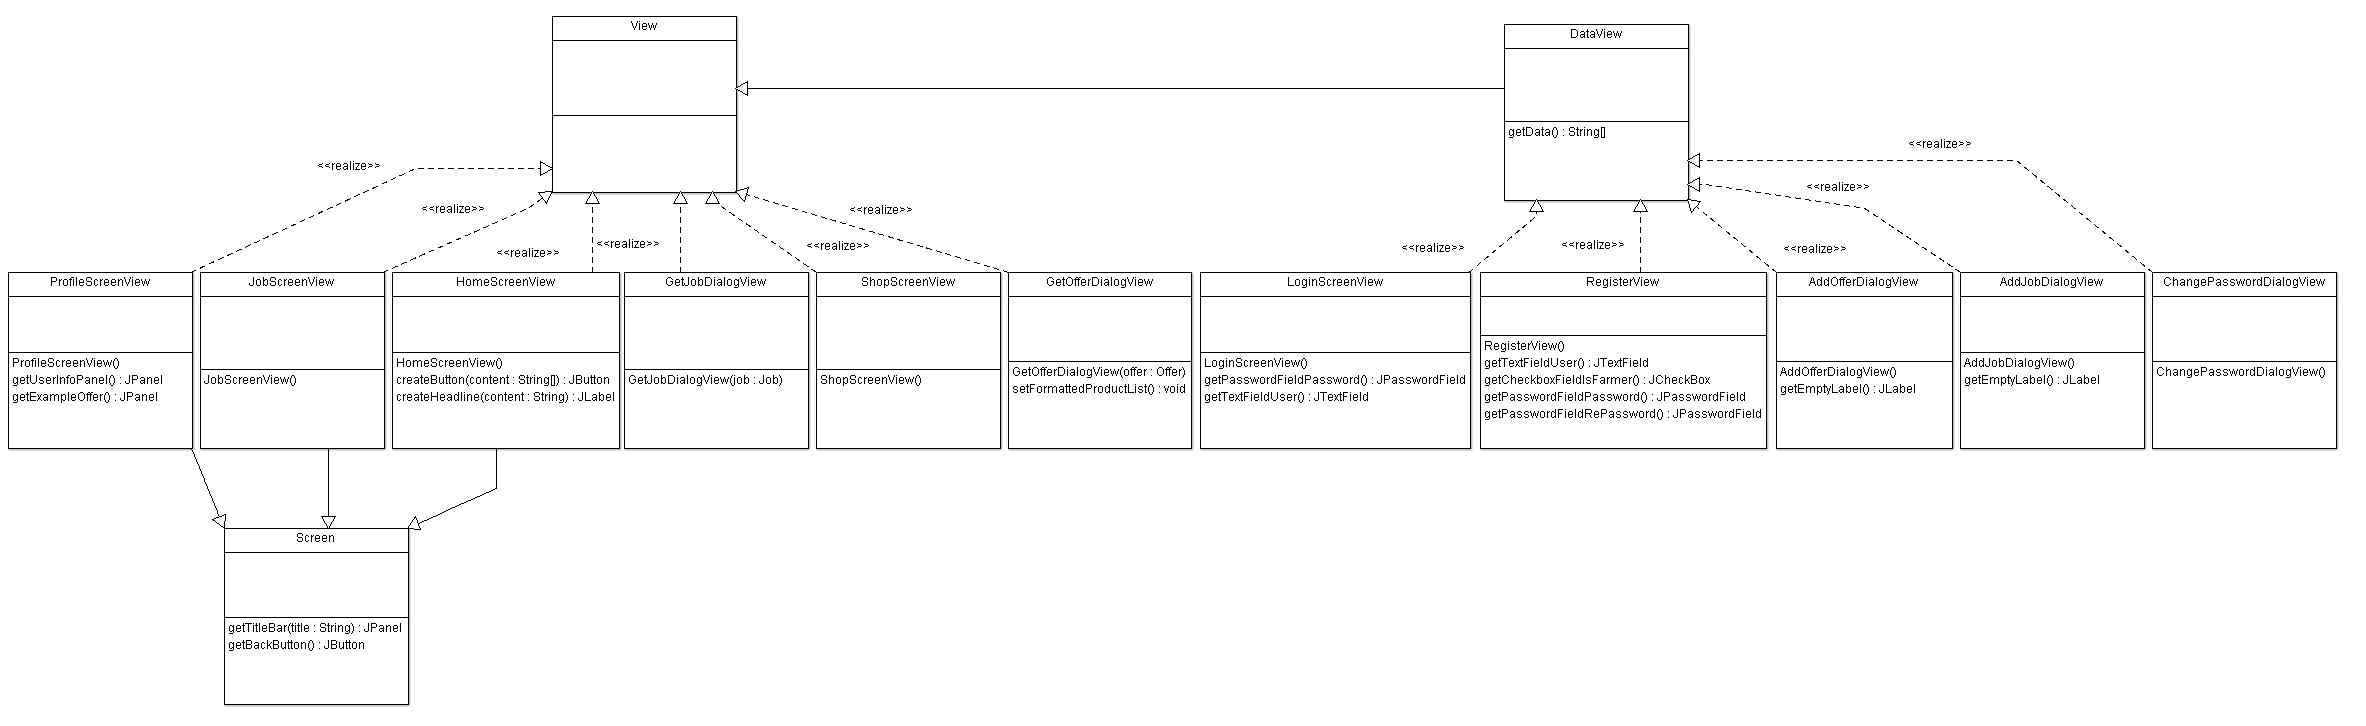 View
DataView
getData() : String[]
<<realize>>
<<realize>>
<<realize>>
<<realize>>
<<realize>>
<<realize>>
<<realize>>
<<realize>>
<<realize>>
<<realize>>
<<realize>>
ProfileScreenView
ProfileScreenView()
getUserInfoPanel() : JPanel
getExampleOffer() : JPanel
JobScreenView
JobScreenView()
HomeScreenView
HomeScreenView()
createButton(content : String[]) : JButton
createHeadline(content : String) : JLabel
GetJobDialogView
GetJobDialogView(job : Job)
ShopScreenView
ShopScreenView()
GetOfferDialogView
GetOfferDialogView(offer : Offer)
setFormattedProductList() : void
LoginScreenView
LoginScreenView()
getPasswordFieldPassword() : JPasswordField
getTextFieldUser() : JTextField
RegisterView
RegisterView()
getTextFieldUser() : JTextField
getCheckboxFieldIsFarmer() : JCheckBox
getPasswordFieldPassword() : JPasswordField
getPasswordFieldRePassword() : JPasswordField
AddOfferDialogView
AddOfferDialogView()
getEmptyLabel() : JLabel
AddJobDialogView
AddJobDialogView()
getEmptyLabel() : JLabel
ChangePasswordDialogView
ChangePasswordDialogView()
Screen
getTitleBar(title : String) : JPanel
getBackButton() : JButton